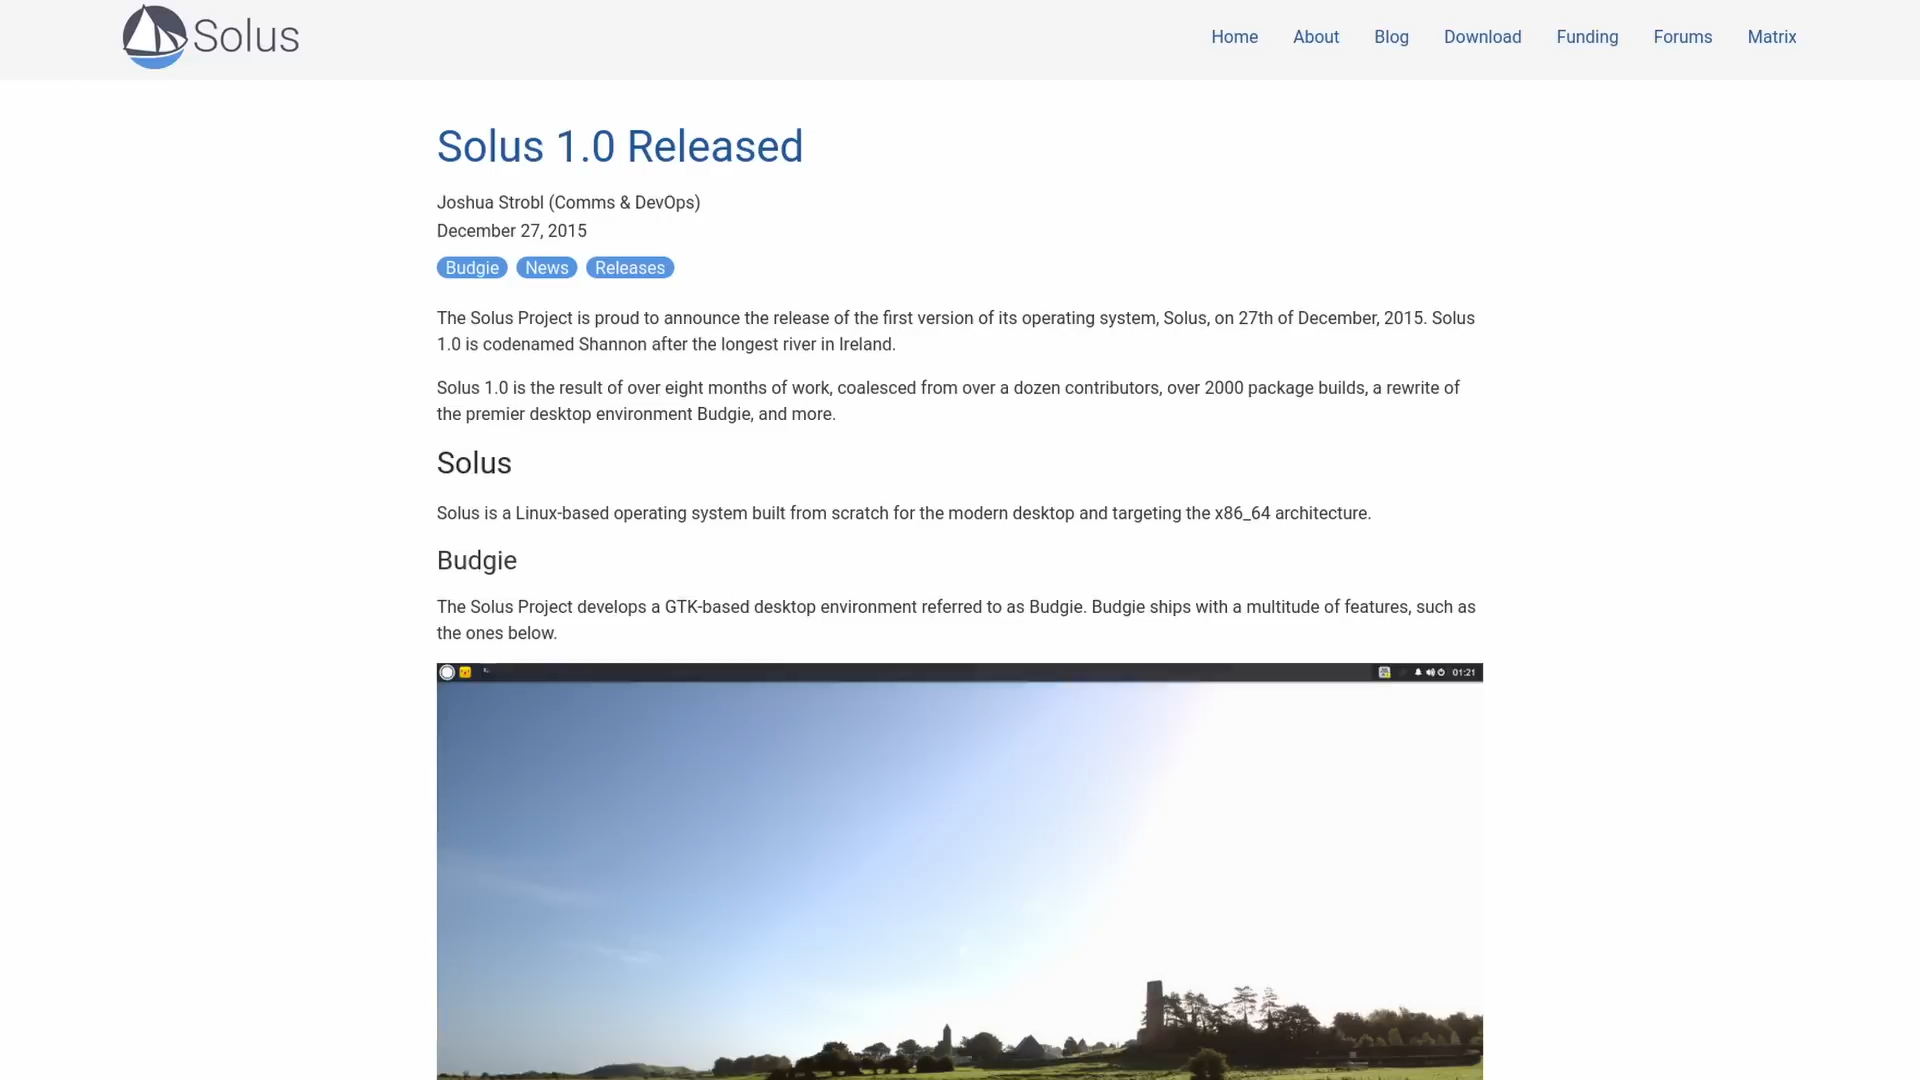 Solus
Home
About
Blog
Download
Funding
Forums
Matrix
Solus 1.0 Released
Joshua Strobl (Comms & DevOps)
December 27, 2015
Budgie
News
Releases
The Solus Project is proud to announce the release of the first version of its operating system, Solus, on 27th of December, 2015. Solus
1.0 is codenamed Shannon after the longest river in Ireland.
Solus 1.0 is the result of over eight months of work, coalesced from over a dozen contributors, over 2000 package builds, a rewrite of
the premier desktop environment Budgie, and more.
Solus
Solus is a Linux-based operating system built from scratch for the modern desktop and targeting the x86_64 architecture.
Budgie
The Solus Project develops a GTK-based desktop environment referred to as Budgie. Budgie ships with a multitude of features, such as
the ones below.
01:21